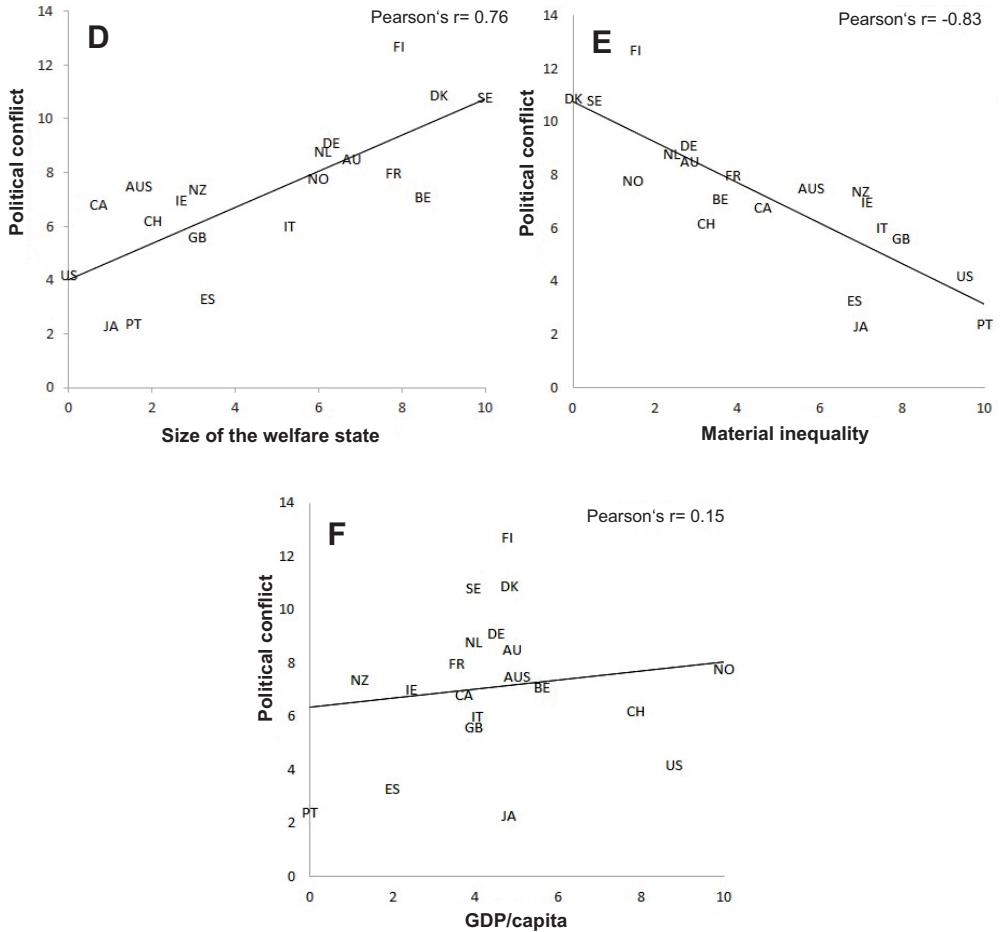 D
Pearson‘s r= 0.76
Political conflict
14
12
10
8
6
4
2
0
FI
DK
SE
DE
NL
AU
NO
FR
BE
AUS
NZ
CA
IE
CH
GB
IT
US
ES
JA
PT
0 2 4 6 8 10
Size of the welfare state
E
Pearson‘s r= -0.83
Political conflict
14
12
10
8
6
4
2
0
FI
DK
SE
DE
NL
AU
NO
FR
BE
AUS
NZ
CA
IE
CH
IT
GB
US
ES
JA
PT
0 2 4 6 8 10
Material inequality
F
Pearson‘s r= 0.15
Political conflict
14
12
10
8
6
4
2
0
FI
SE
DK
DE
NL
AU
FR
NO
AUS
NZ
BE
IE
CA
CH
IT
GB
US
ES
PT
JA
0 2 4 6 8 10
GDP/capita